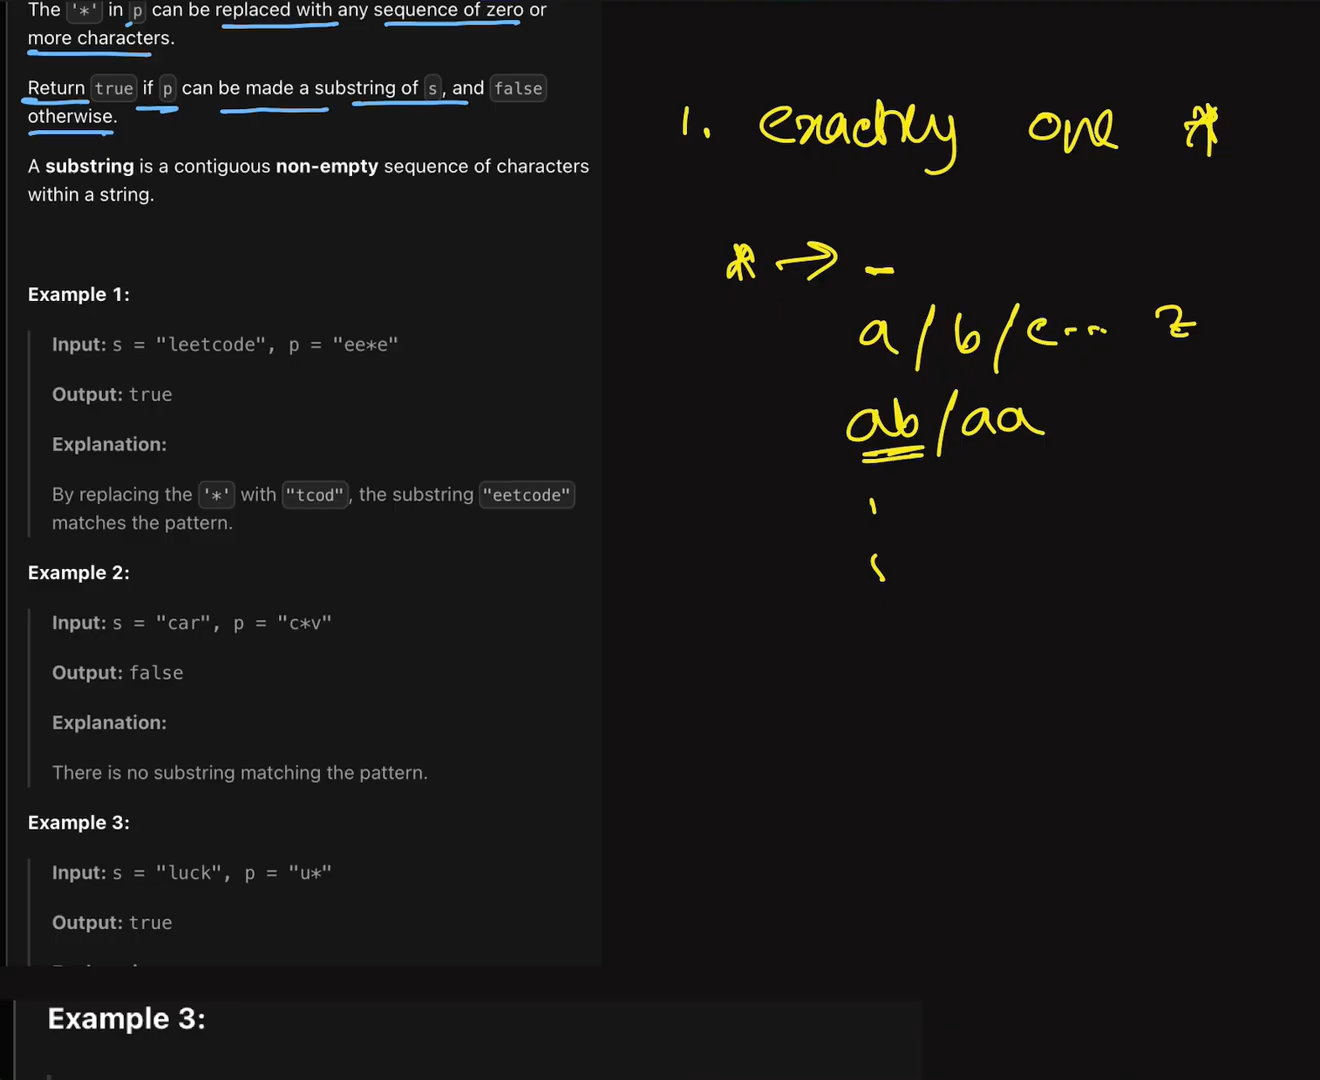 The '*' in p can be replaced with any sequence of zero or
more characters.
Return true if p can be made a substring of s, and false
otherwise.
A substring is a contiguous non-empty sequence of characters
within a string.
Example 1:
Input: s = "leetcode", p = "ee*e"
Output: true
Explanation:
By replacing the '*' with "tcod", the substring "eetcode"
matches the pattern.
Example 2:
Input: s = "car", p = "c*v"
Output: false
Explanation:
There is no substring matching the pattern.
Example 3:
Input: s = "luck", p = "u*"
Output: true
Example 3:
1. exactly one *
* → -
a/b/c--.. z
ab/aa